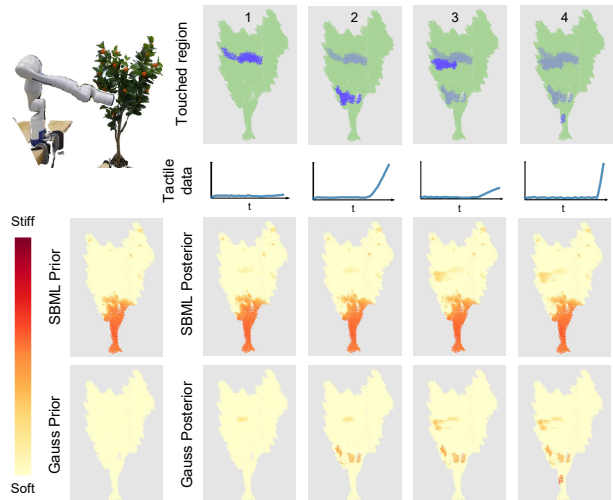 1 2 3 4
Touched region
Tactile data
t t t t
Stiff
SBML Prior
SBML Posterior
Gauss Prior
Gauss Posterior
Soft